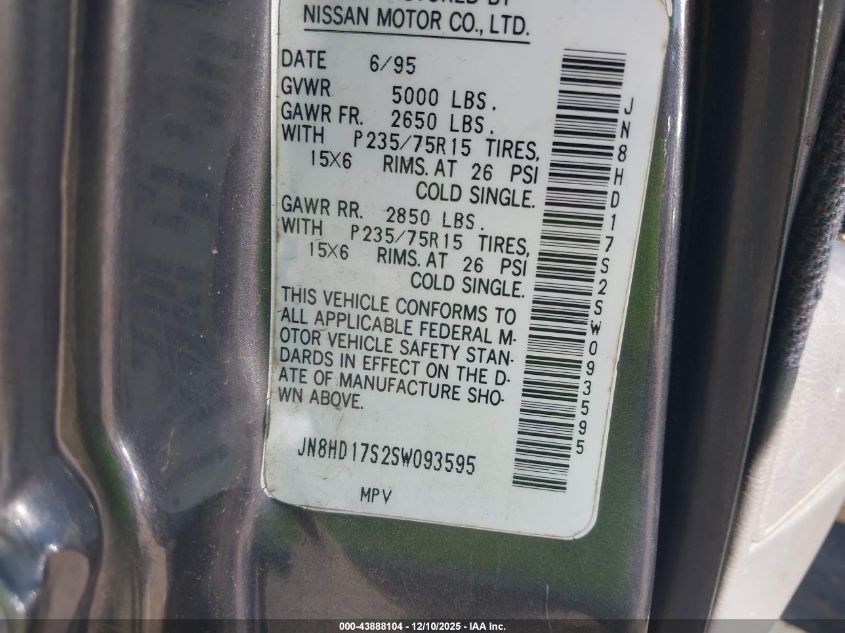 NISSAN MOTOR CO., LTD.
DATE 6/95
GVWR 5000 LBS.
GAWR FR. 2650 LBS.
WITH P235/75R15 TIRES,
15X6 RIMS. AT 26 PSI
COLD SINGLE.
GAWR RR. 2850 LBS.
WITH P235/75R15 TIRES,
15X6 RIMS. AT 26 PSI
COLD SINGLE.
THIS VEHICLE CONFORMS TO
ALL APPLICABLE FEDERAL M-
OTOR VEHICLE SAFETY STAN-
DARDS IN EFFECT ON THE D-
ATE OF MANUFACTURE SHO-
WN ABOVE.
JN8HD17S2SW093595
MPV
JN8HD17S2SW093595
000-43888104 - 12/10/2025 - IAA Inc.